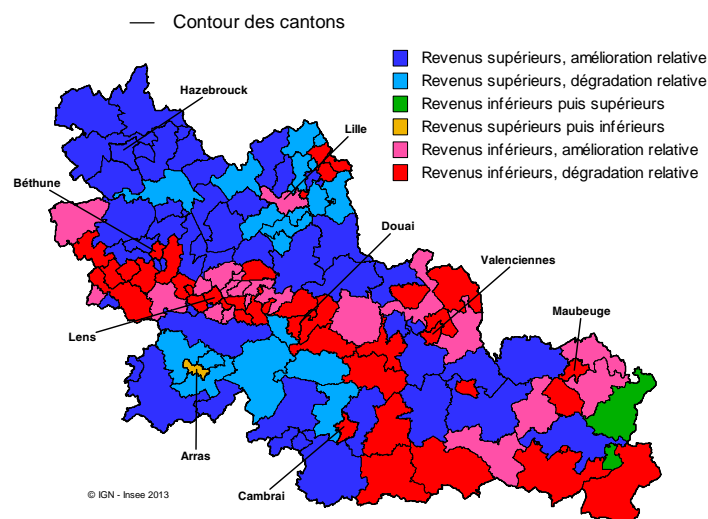 Contour des cantons
Revenus supérieurs, amélioration relative
Revenus supérieurs, dégradation relative
Revenus inférieurs puis supérieurs
Revenus supérieurs puis inférieurs
Revenus inférieurs, amélioration relative
Revenus inférieurs, dégradation relative
Hazebrouck
Lille
Béthune
Douai
Valenciennes
Maubeuge
Lens
Arras
Cambrai
© IGN - Insee 2013